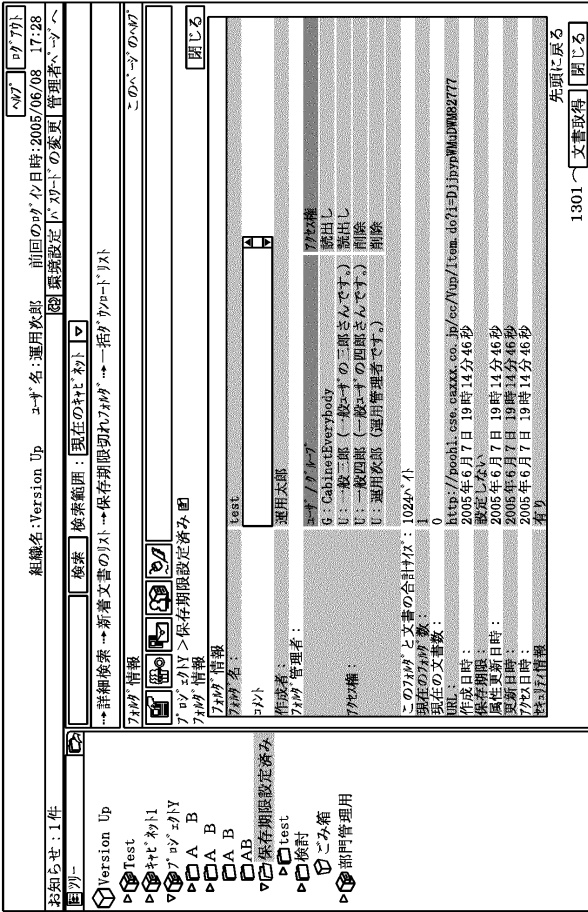 ヘルプ ログアウト
組織名:Version Up ユーザ名:運用次郎 前回のログイン日時:2005/06/08 17:28
お知らせ:1件 環境設定 パスワードの変更 管理者ページへ
ツリー
Version Up
Test
キャビネット1
プロジェクトY
A B
A B
A B
AB
保存期限設定済み
test
検討
ごみ箱
部門管理用
検索 検索範囲:現在のキャビネット
詳細検索 新着文書のリスト 保存期限切れフォルダ 一括ダウンロードリスト
フォルダ情報 このページのヘルプ
プロジェクトY>保存期限設定済み
フォルダ情報 閉じる
フォルダ情報
フォルダ名: test
コメント
作成者: 運用太郎
フォルダ管理者:
アクセス権:
ユーザ/グループ アクセス権
G:CabinetEverybody 読出し
U:一般三郎(一般ユーザの三郎さんです。) 読出し
U:一般四郎(一般ユーザの四郎さんです。) 削除
U:運用次郎(運用管理者です。) 削除
このフォルダと文書の合計サイズ: 1024バイト
現在のフォルダ数: 1
現在の文書数: 0
URL: http://pooh1.cse.caxxx.co.jp/cc/Vup/Item.do?i=DjjpypWMuDWM82777
作成日時: 2005年6月7日 19時14分46秒
保存期限: 設定しない
属性更新日時: 2005年6月7日 19時14分46秒
更新日時: 2005年6月7日 19時14分46秒
アクセス日時: 2005年6月7日 19時14分46秒
セキュリティ情報 有り
先頭に戻る
1301 文書取得 閉じる